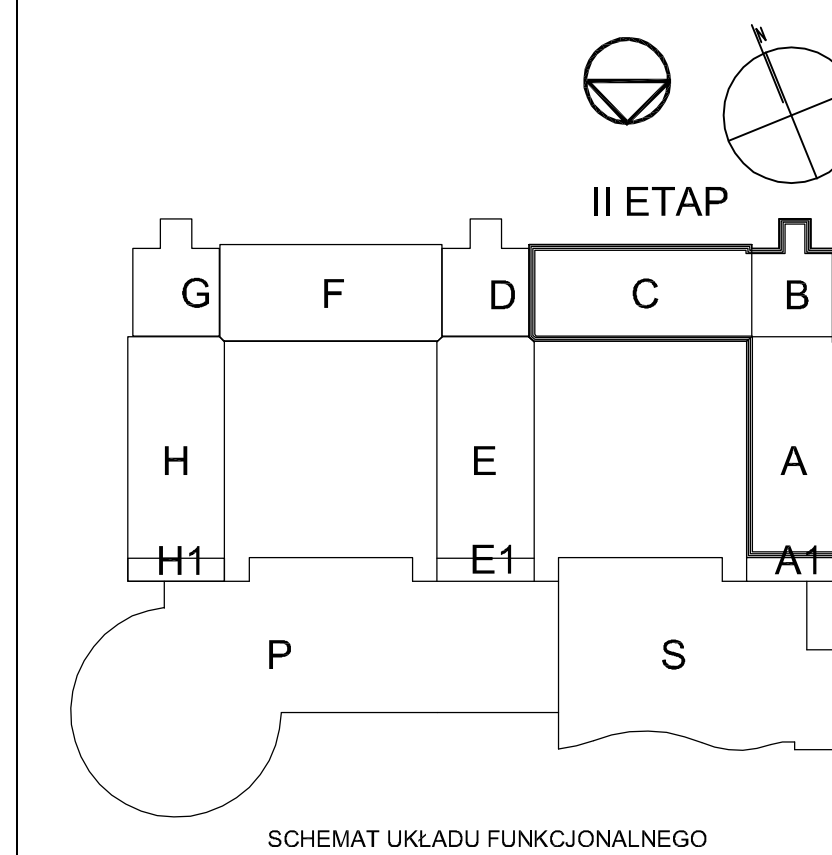 N
II ETAP
G F D C B
H E A
H1 E1 A1
P S
SCHEMAT UKŁADU FUNKCJONALNEGO